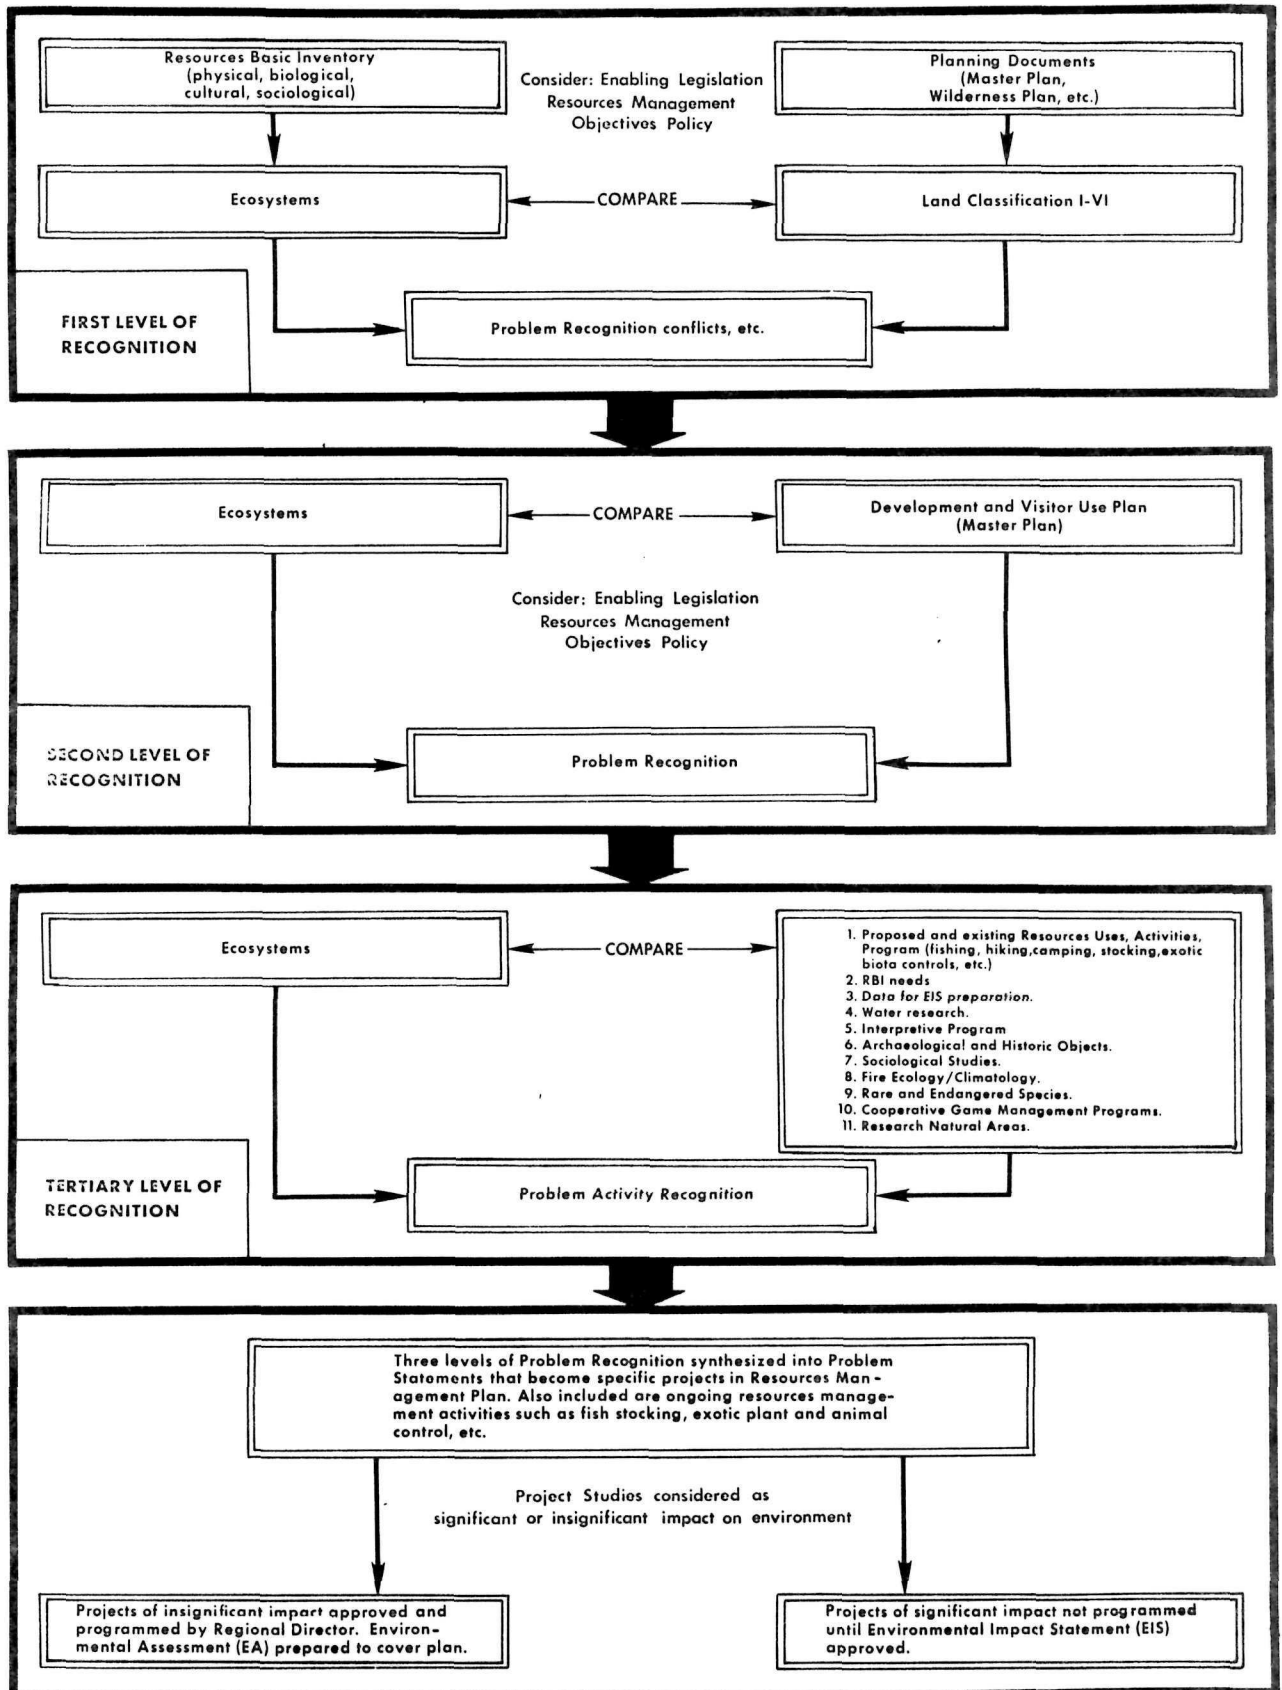 Resources Basic Inventory
(physical, biological,
cultural, sociological)
Consider: Enabling Legislation
Resources Management
Objectives Policy
Planning Documents
(Master Plan,
Wilderness Plan, etc.)
Ecosystems
COMPARE
Land Classification I-VI
FIRST LEVEL OF
RECOGNITION
Problem Recognition conflicts, etc.
Ecosystems
COMPARE
Development and Visitor Use Plan
(Master Plan)
Consider: Enabling Legislation
Resources Management
Objectives Policy
SECOND LEVEL OF
RECOGNITION
Problem Recognition
Ecosystems
COMPARE
1. Proposed and existing Resources Uses, Activities,
Program (fishing, hiking,camping, stocking,exotic
biota controls, etc.)
2. RBI needs
3. Data for EIS preparation.
4. Water research.
5. Interpretive Program
6. Archaeological and Historic Objects.
7. Sociological Studies.
8. Fire Ecology/Climatology.
9. Rare and Endangered Species.
10. Cooperative Game Management Programs.
11. Research Natural Areas.
TERTIARY LEVEL OF
RECOGNITION
Problem Activity Recognition
Three levels of Problem Recognition synthesized into Problem
Statements that become specific projects in Resources Man-
agement Plan. Also included are ongoing resources manage-
ment activities such as fish stocking, exotic plant and animal
control, etc.
Project Studies considered as
significant or insignificant impact on environment
Projects of insignificant impart approved and
programmed by Regional Director. Environ-
mental Assessment (EA) prepared to cover plan.
Projects of significant impact not programmed
until Environmental Impact Statement (EIS)
approved.